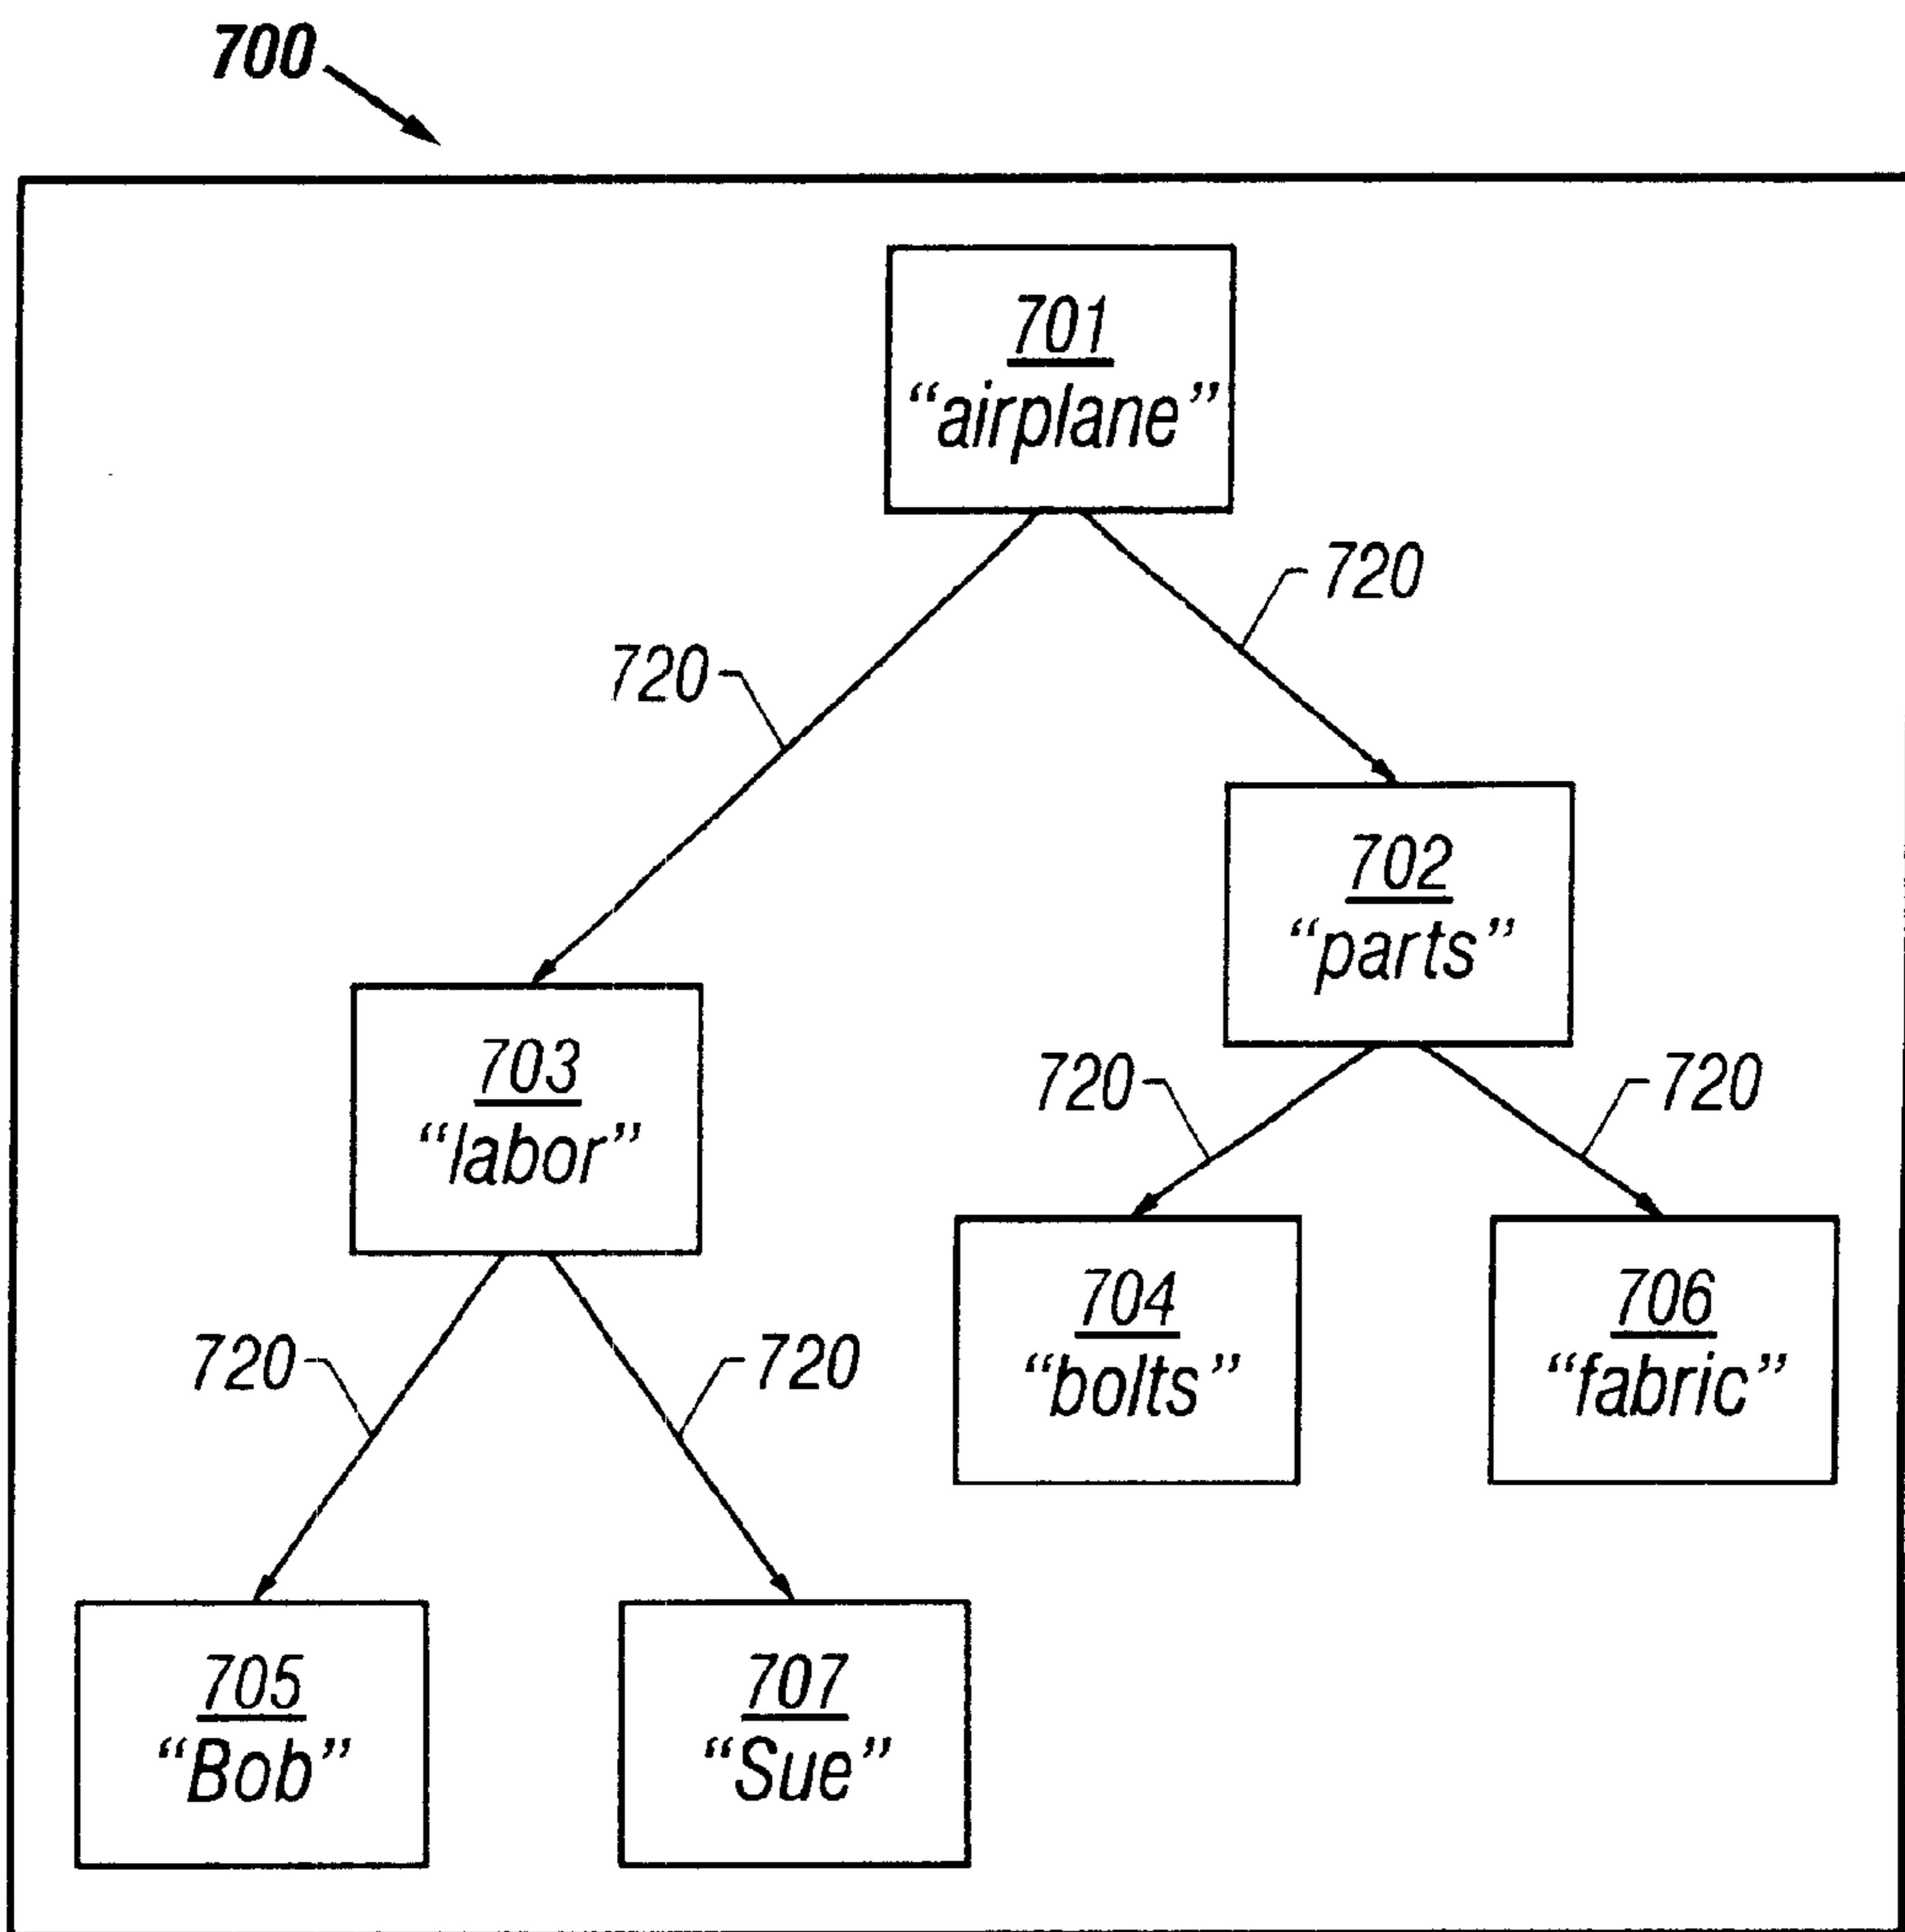 700
701
“airplane”
720
720
702
“parts”
703
“labor”
720
720
704
“bolts”
706
“fabric”
720
720
705
“Bob”
707
“Sue”